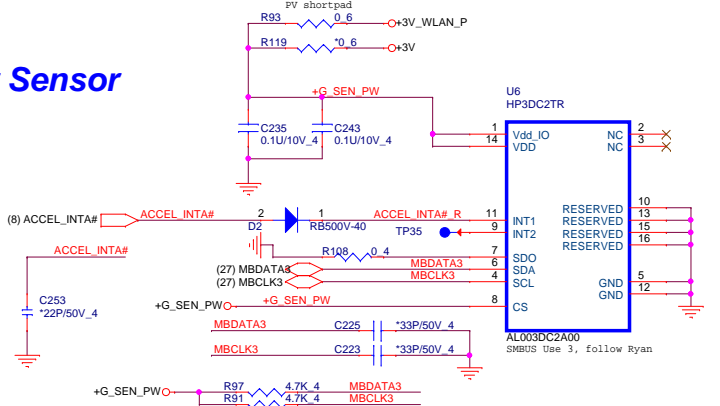 PV shortpad
R93 0_6 +3V_WLAN_P
R119 *0_6 +3V
Sensor
+G_SEN_PW
U6
HP3DC2TR
C235
0.1U/10V_4
C243
0.1U/10V_4
1 Vdd_IO NC 2
14 VDD NC 3
(8) ACCEL_INTA# ACCEL_INTA# 2 1 ACCEL_INTA#_R 11 INT1
D2 RB500V-40
TP35 9 INT2
RESERVED 10
RESERVED 13
RESERVED 15
RESERVED 16
ACCEL_INTA#
R108 0_4 7 SDO
(27) MBDATA3 MBDATA3 6 SDA
(27) MBCLK3 MBCLK3 4 SCL
GND 5
GND 12
+G_SEN_PW +G_SEN_PW 8 CS
C253
*22P/50V_4
MBDATA3 C225 *33P/50V_4
MBCLK3 C223 *33P/50V_4
AL003DC2A00
SMBUS Use 3, follow Ryan
+G_SEN_PW R97 4.7K_4 MBDATA3
R91 4.7K_4 MBCLK3